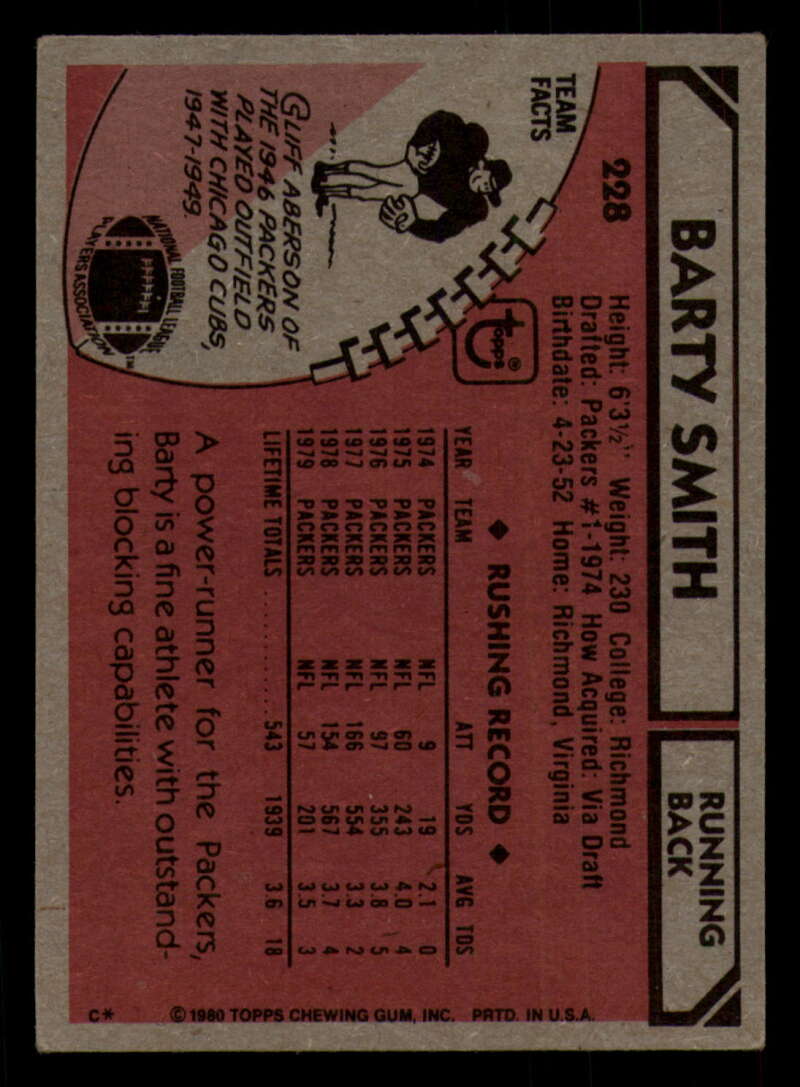 BARTY SMITH
RUNNING
BACK
228
Height: 6'3½" Weight: 230 College: Richmond
Drafted: Packers #1-1974 How Acquired: Via Draft
Birthdate: 4-23-52 Home: Richmond, Virginia
TEAM
FACTS
CLIFF ABERSON OF
THE 1946 PACKERS
PLAYED OUTFIELD
WITH CHICAGO CUBS,
1947-1949.
NATIONAL FOOTBALL LEAGUE
PLAYERS ASSOCIATION™
topps®
◆ RUSHING RECORD ◆
YEAR TEAM ATT YDS AVG TDS
1974 PACKERS NFL 9 19 2.1 0
1975 PACKERS NFL 60 243 4.0 4
1976 PACKERS NFL 97 355 3.8 5
1977 PACKERS NFL 166 554 3.3 2
1978 PACKERS NFL 154 567 3.7 4
1979 PACKERS NFL 57 201 3.5 3
LIFETIME TOTALS ............ 543 1939 3.6 18
A power-runner for the Packers,
Barty is a fine athlete with outstand-
ing blocking capabilities.
C* © 1980 TOPPS CHEWING GUM, INC. PRTD. IN U.S.A.